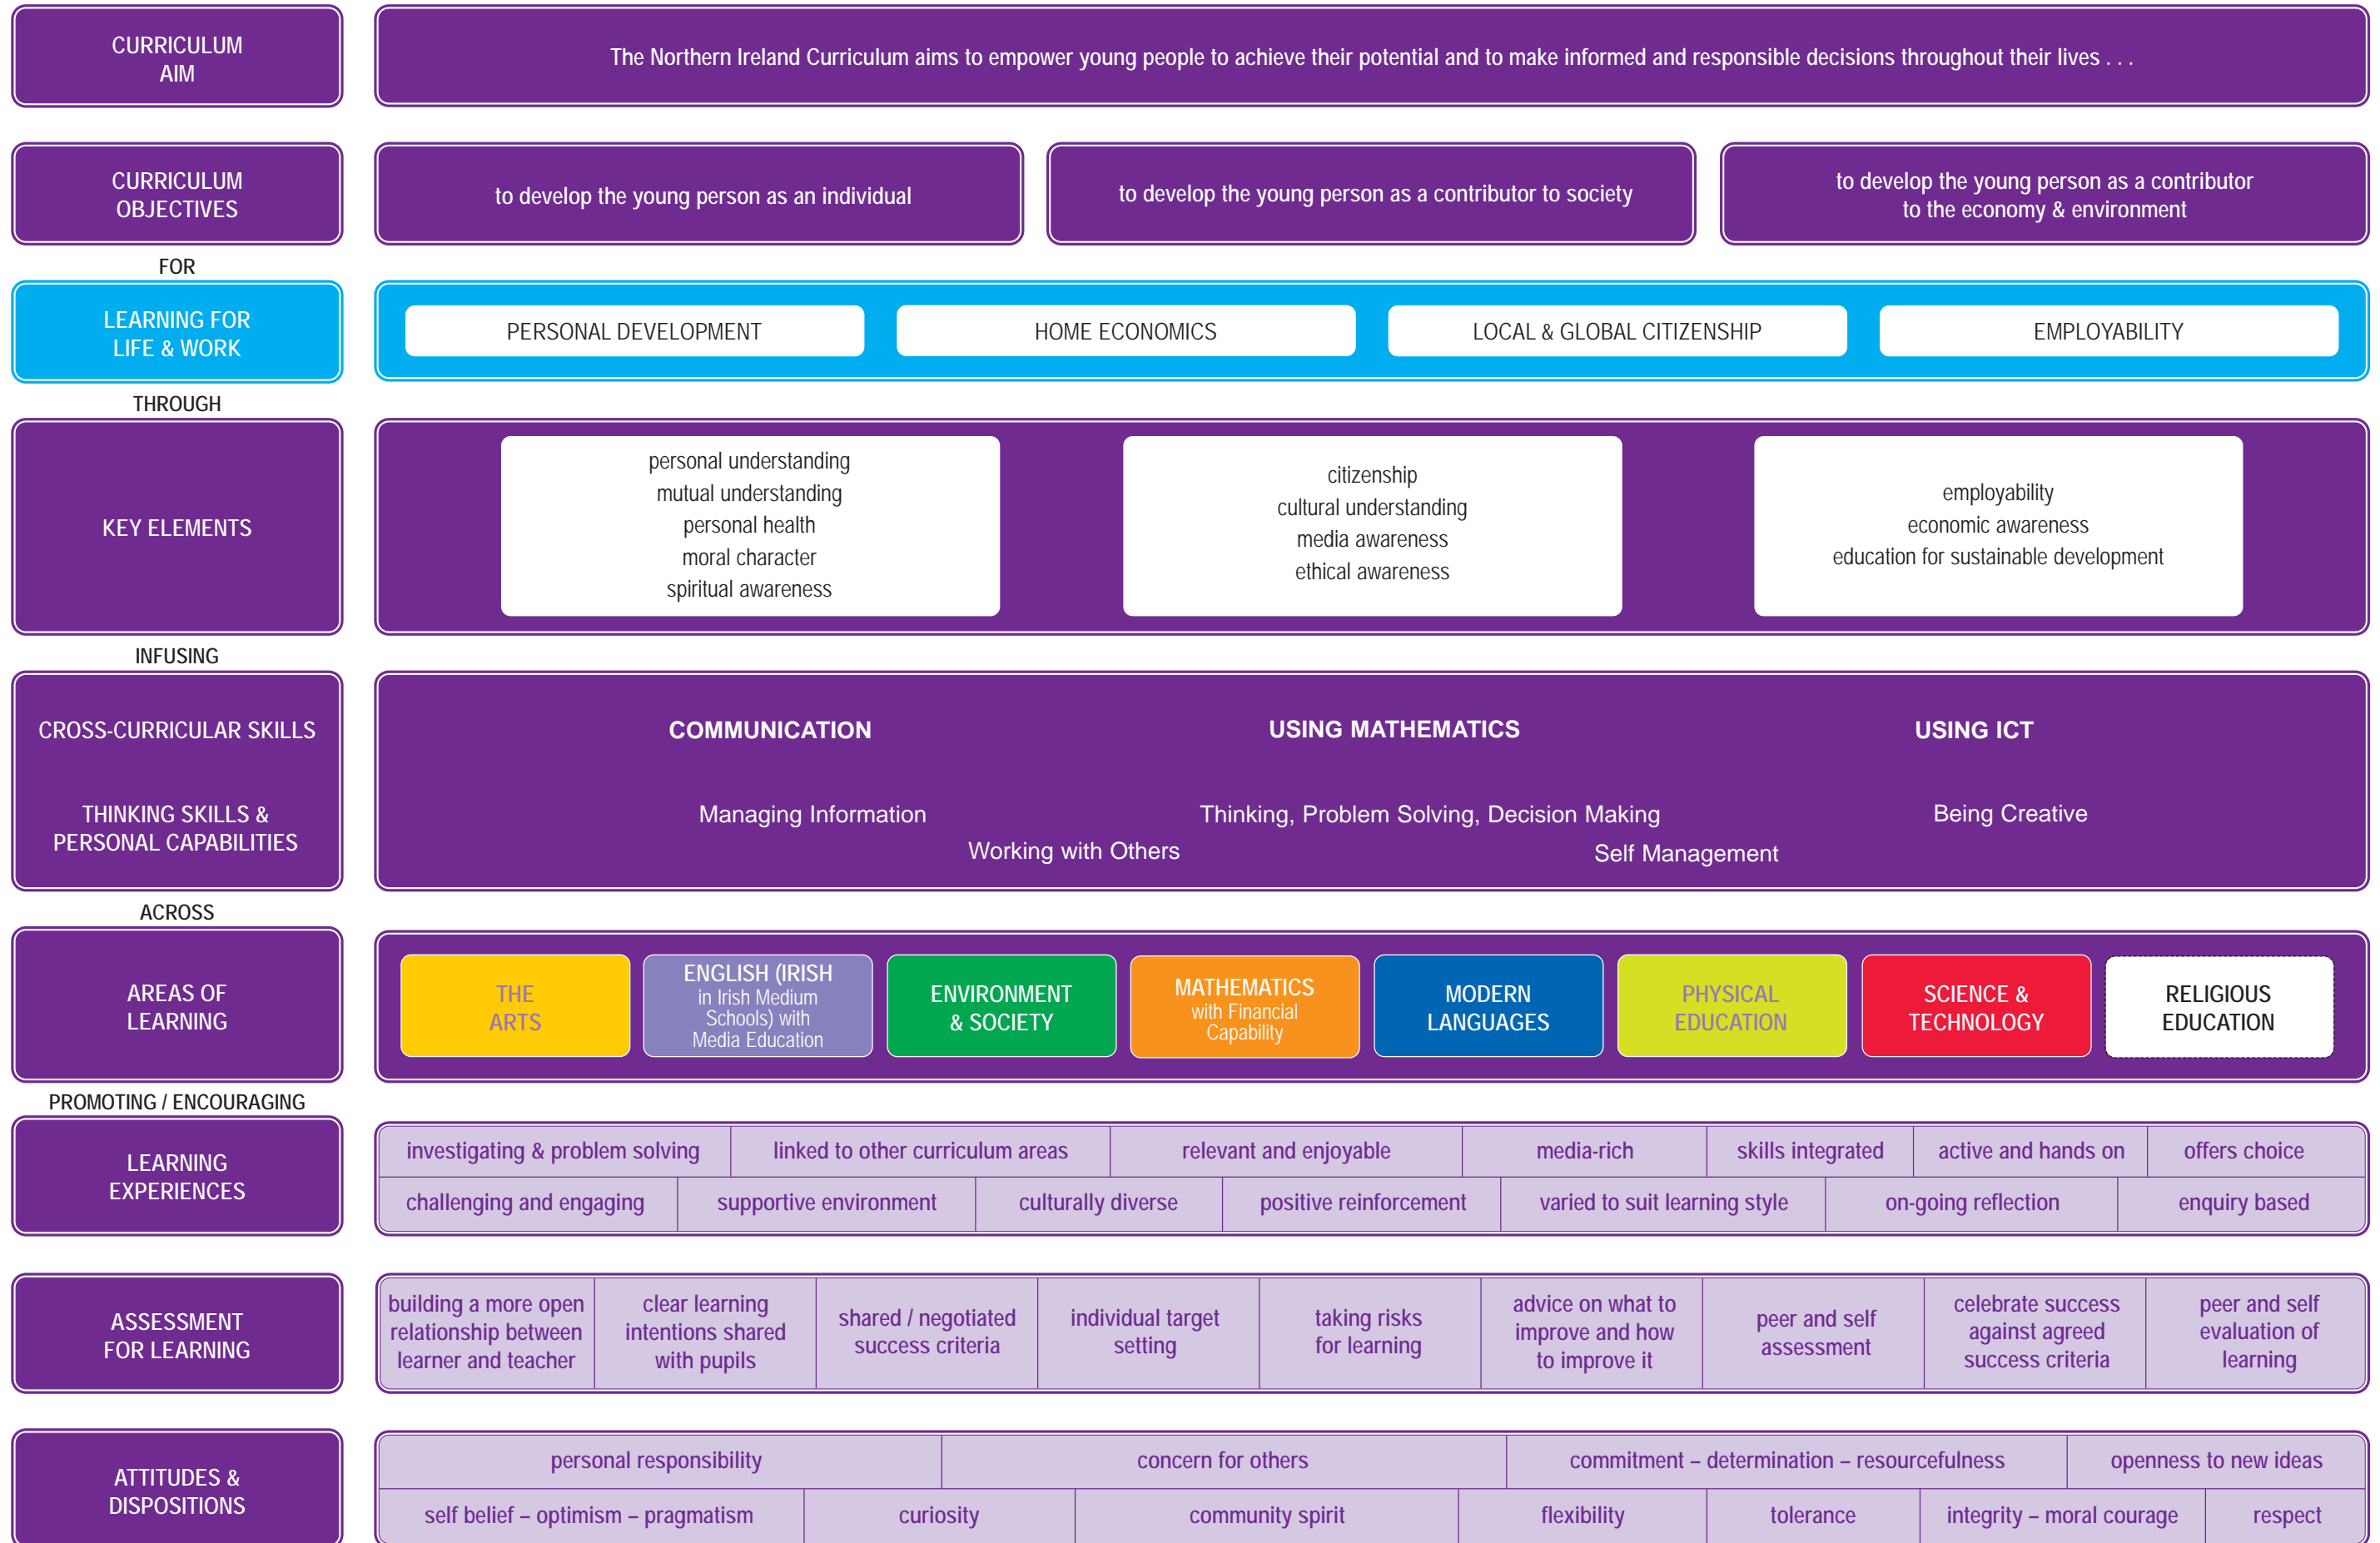 CURRICULUM
AIM
The Northern Ireland Curriculum aims to empower young people to achieve their potential and to make informed and responsible decisions throughout their lives . . .
CURRICULUM
OBJECTIVES
to develop the young person as an individual
to develop the young person as a contributor to society
to develop the young person as a contributor
to the economy & environment
FOR
LEARNING FOR
LIFE & WORK
PERSONAL DEVELOPMENT
HOME ECONOMICS
LOCAL & GLOBAL CITIZENSHIP
EMPLOYABILITY
THROUGH
KEY ELEMENTS
personal understanding
mutual understanding
personal health
moral character
spiritual awareness
citizenship
cultural understanding
media awareness
ethical awareness
employability
economic awareness
education for sustainable development
INFUSING
CROSS-CURRICULAR SKILLS
COMMUNICATION
USING MATHEMATICS
USING ICT
THINKING SKILLS &
PERSONAL CAPABILITIES
Managing Information
Thinking, Problem Solving, Decision Making
Being Creative
Working with Others
Self Management
ACROSS
AREAS OF
LEARNING
THE
ARTS
ENGLISH (IRISH
in Irish Medium
Schools) with
Media Education
ENVIRONMENT
& SOCIETY
MATHEMATICS
with Financial
Capability
MODERN
LANGUAGES
PHYSICAL
EDUCATION
SCIENCE &
TECHNOLOGY
RELIGIOUS
EDUCATION
PROMOTING / ENCOURAGING
LEARNING
EXPERIENCES
investigating & problem solving
linked to other curriculum areas
relevant and enjoyable
media-rich
skills integrated
active and hands on
offers choice
challenging and engaging
supportive environment
culturally diverse
positive reinforcement
varied to suit learning style
on-going reflection
enquiry based
ASSESSMENT
FOR LEARNING
building a more open
relationship between
learner and teacher
clear learning
intentions shared
with pupils
shared / negotiated
success criteria
individual target
setting
taking risks
for learning
advice on what to
improve and how
to improve it
peer and self
assessment
celebrate success
against agreed
success criteria
peer and self
evaluation of
learning
ATTITUDES &
DISPOSITIONS
personal responsibility
concern for others
commitment – determination – resourcefulness
openness to new ideas
self belief – optimism – pragmatism
curiosity
community spirit
flexibility
tolerance
integrity – moral courage
respect